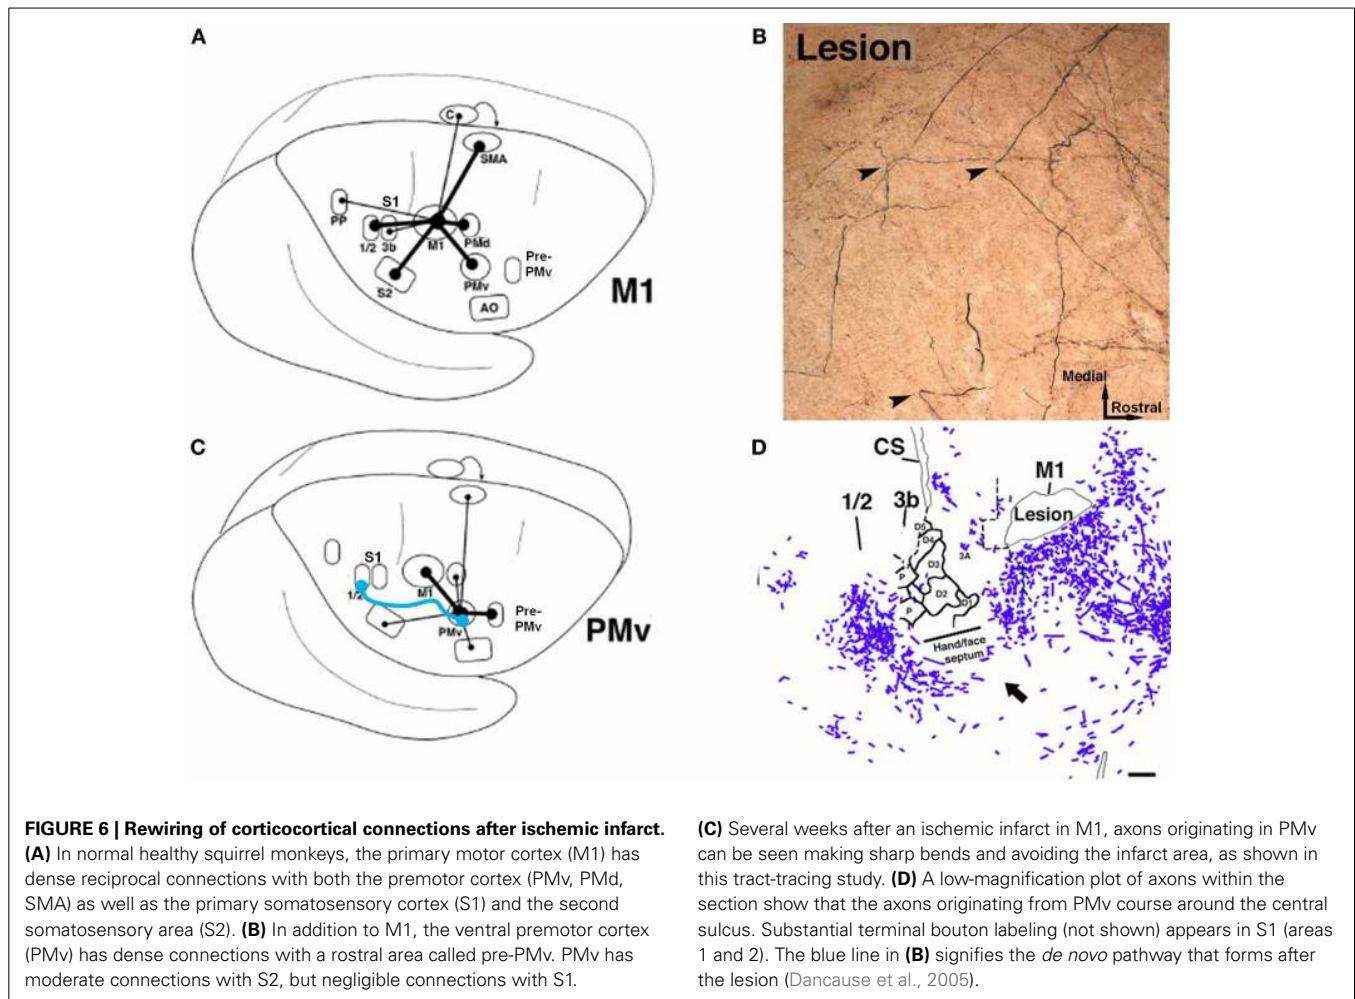 A
C
SMA
S1
PP
1/2
3b
M1
PMd
S2
PMv
Pre-
PMv
AO
M1
B
Lesion
Medial
Rostral
C
S1
1/2
M1
PMv
Pre-
PMv
PMv
D
CS
M1
1/2
3b
Lesion
D5
D4
3A
D3
P
D2
D1
P
Hand/face
septum
FIGURE 6 | Rewiring of corticocortical connections after ischemic infarct.
(A) In normal healthy squirrel monkeys, the primary motor cortex (M1) has
dense reciprocal connections with both the premotor cortex (PMv, PMd,
SMA) as well as the primary somatosensory cortex (S1) and the second
somatosensory area (S2). (B) In addition to M1, the ventral premotor cortex
(PMv) has dense connections with a rostral area called pre-PMv. PMv has
moderate connections with S2, but negligible connections with S1.
(C) Several weeks after an ischemic infarct in M1, axons originating in PMv
can be seen making sharp bends and avoiding the infarct area, as shown in
this tract-tracing study. (D) A low-magnification plot of axons within the
section show that the axons originating from PMv course around the central
sulcus. Substantial terminal bouton labeling (not shown) appears in S1 (areas
1 and 2). The blue line in (B) signifies the de novo pathway that forms after
the lesion (Dancause et al., 2005).